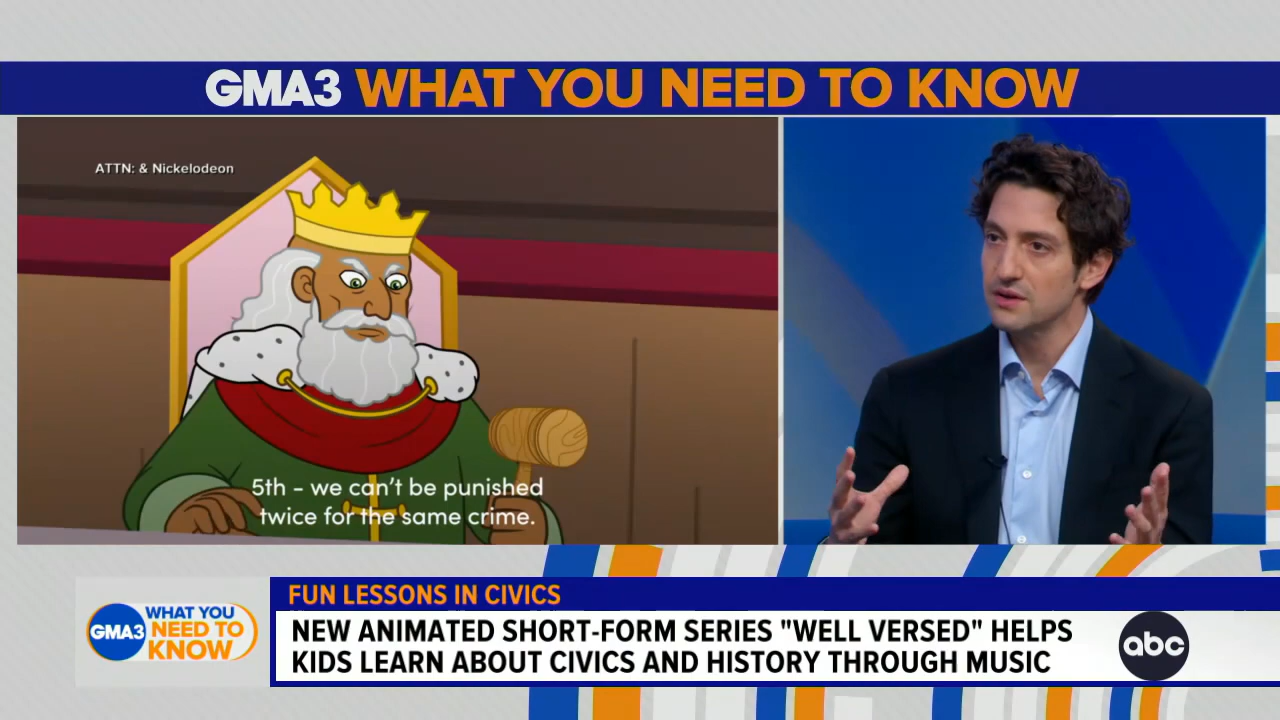 GMA3 WHAT YOU NEED TO KNOW
ATTN: & Nickelodeon
5th - we can't be punished
twice for the same crime.
GMA3
WHAT YOU
NEED TO
KNOW
FUN LESSONS IN CIVICS
NEW ANIMATED SHORT-FORM SERIES "WELL VERSED" HELPS
KIDS LEARN ABOUT CIVICS AND HISTORY THROUGH MUSIC
abc